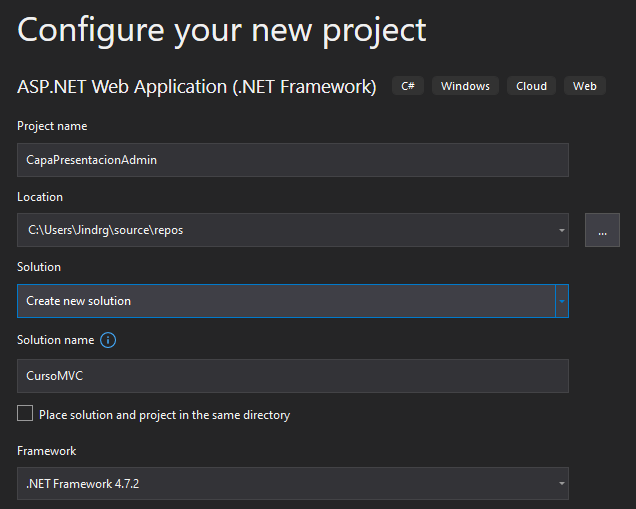 Configure your new project
ASP.NET Web Application (.NET Framework) C# Windows Cloud Web
Project name
CapaPresentacionAdmin
Location
C:\Users\Jindrg\source\repos
...
Solution
Create new solution
Solution name
CursoMVC
Place solution and project in the same directory
Framework
.NET Framework 4.7.2